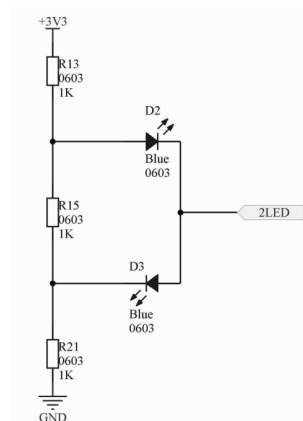 +3V3
R13
0603
1K
D2
Blue
0603
R15
0603
1K
2LED
D3
Blue
0603
R21
0603
1K
GND